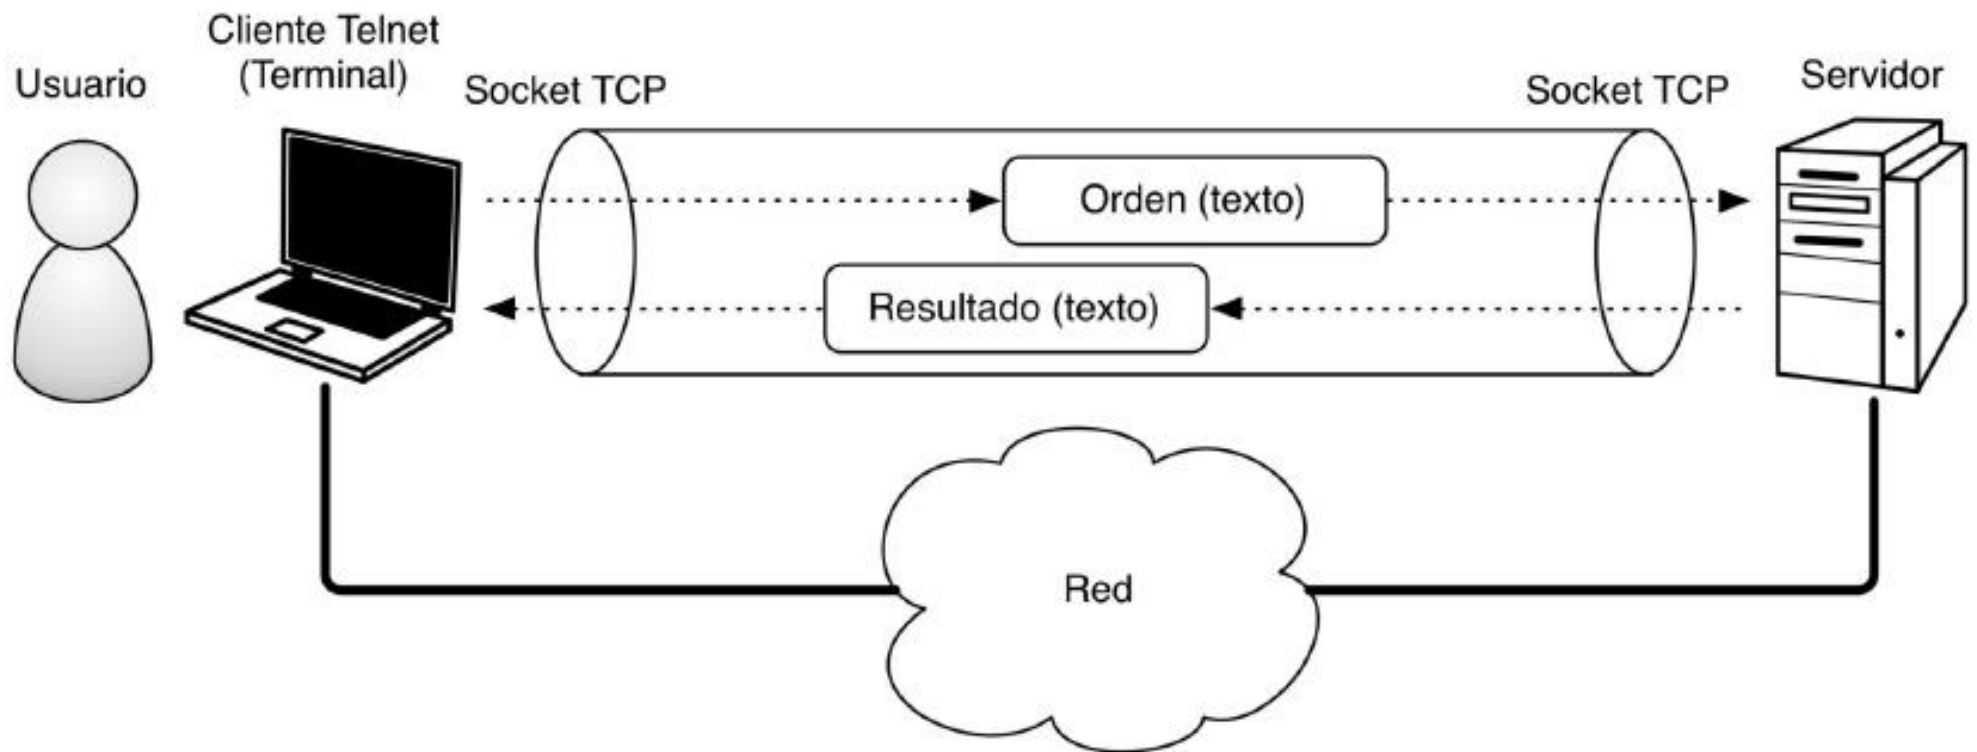 Usuario
Cliente Telnet
(Terminal)
Socket TCP
Socket TCP
Servidor
Orden (texto)
Resultado (texto)
Red